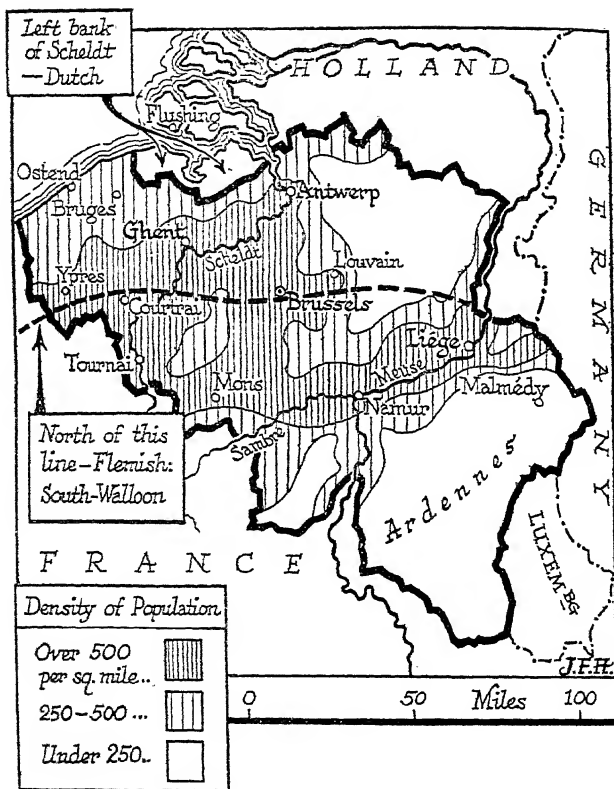 Left bank
of Scheldt
—Dutch
HOLLAND
Flushing
GERMANY
Ostend
Bruges
Antwerp
Ghent
Scheldt
Louvain
Ypres
Courtrai
Brussels
Liége
Tournai
Meuse
Mons
Namur
Malmédy
Sambre
North of this
line—Flemish:
South-Walloon
Ardennes
LUXEMBG
FRANCE
J.F.H.
Density of Population
Over 500
per sq. mile...
250-500 ...
Under 250..
0 50 Miles 100